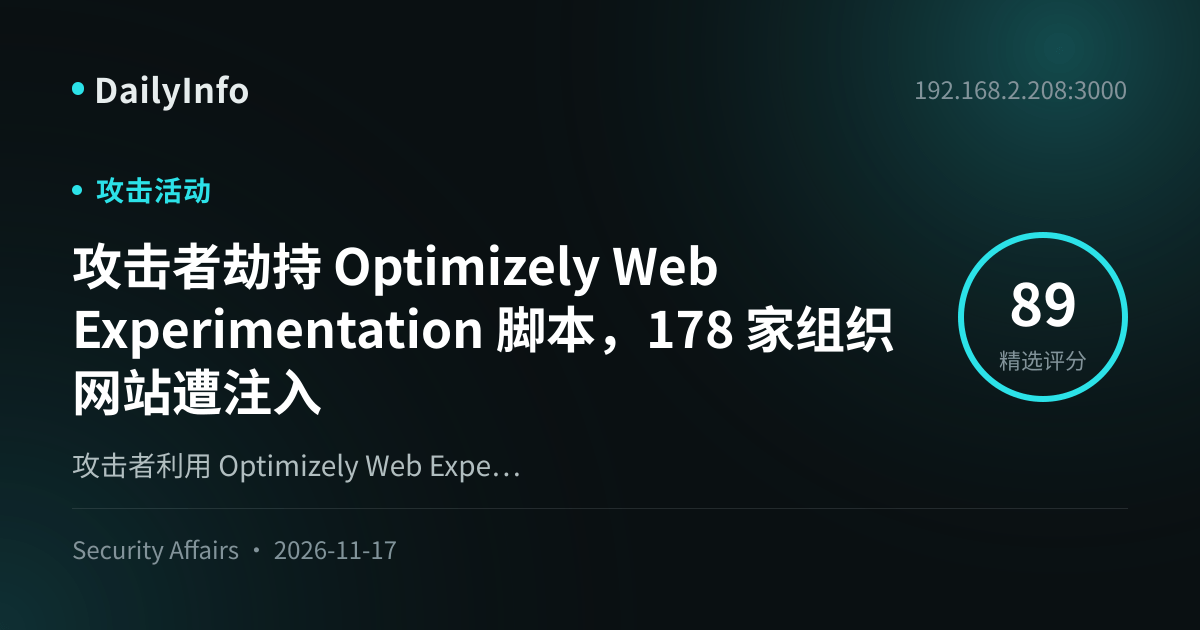 DailyInfo
192.168.2.208:3000
攻击活动
攻击者劫持 Optimizely Web
Experimentation 脚本，178 家组织
网站遭注入
89
精选评分
攻击者利用 Optimizely Web Expe…
Security Affairs · 2026-11-17